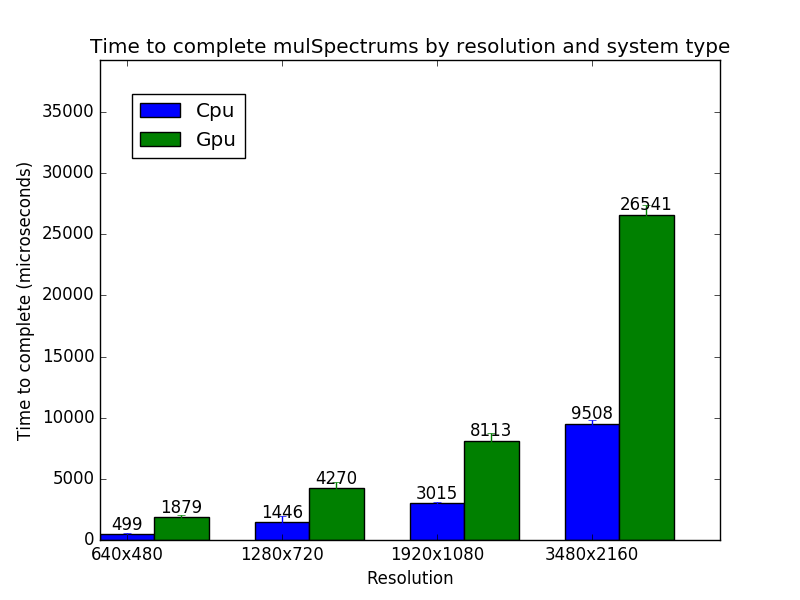 Time to complete mulSpectrums by resolution and system type
Cpu
Gpu
Time to complete (microseconds)
35000
30000
25000
20000
15000
10000
5000
0
499
1879
1446
4270
3015
8113
9508
26541
640x480
1280x720
1920x1080
3480x2160
Resolution